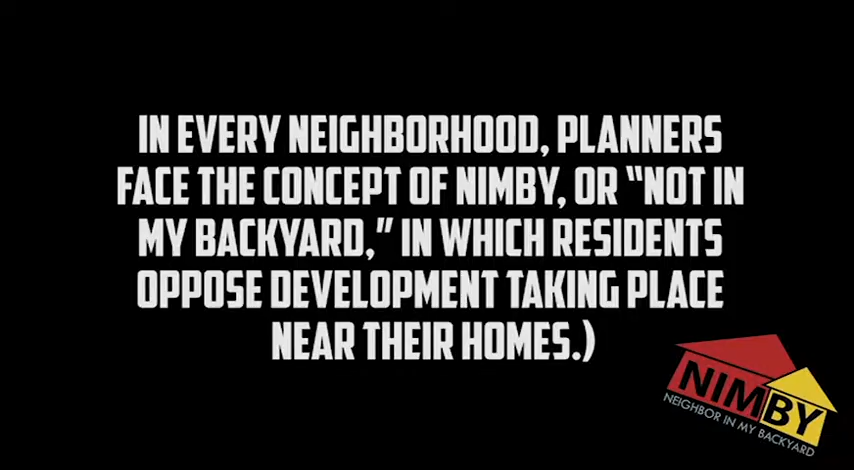 IN EVERY NEIGHBORHOOD, PLANNERS
FACE THE CONCEPT OF NIMBY, OR “NOT IN
MY BACKYARD,” IN WHICH RESIDENTS
OPPOSE DEVELOPMENT TAKING PLACE
NEAR THEIR HOMES.)
NIMBY
NEIGHBOR IN MY BACKYARD